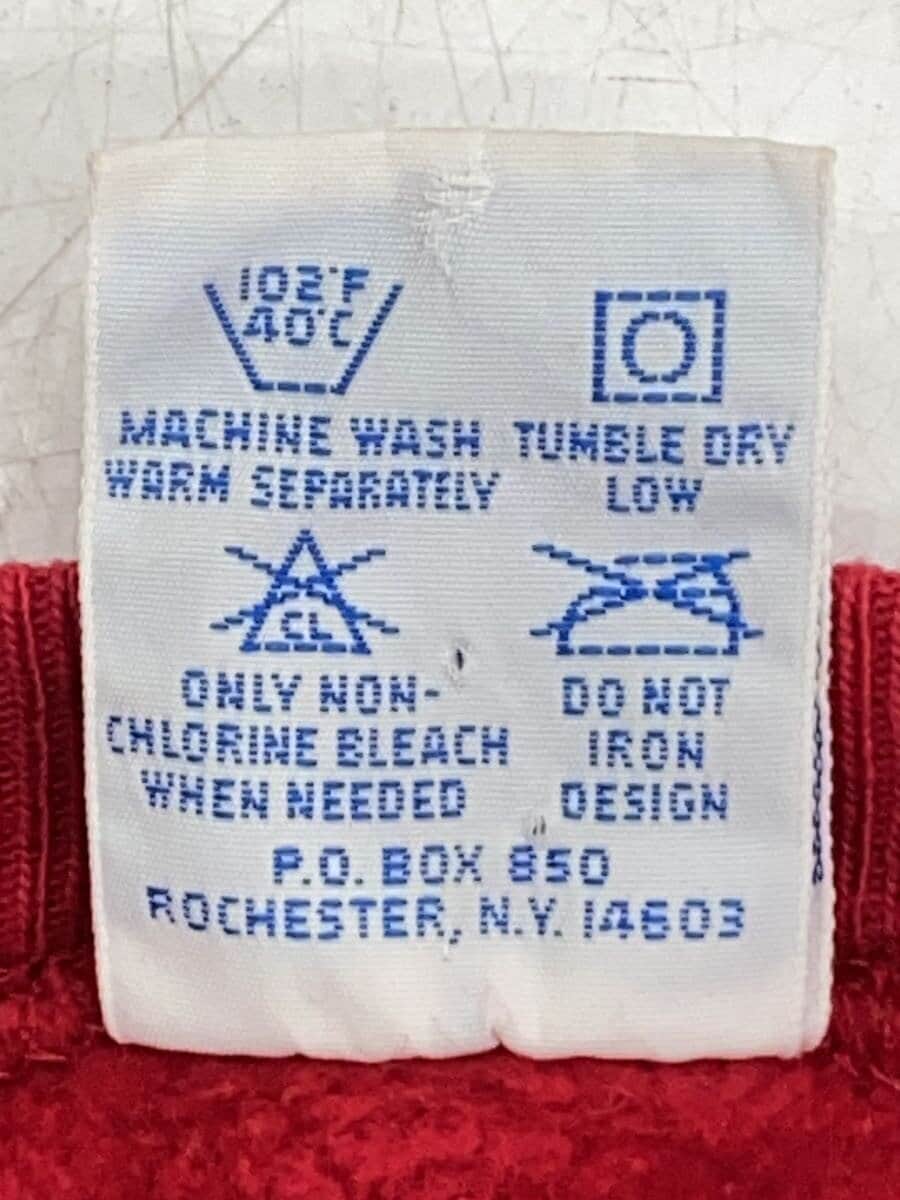 102°F
40°C
MACHINE WASH
WARM SEPARATELY
TUMBLE DRY
LOW
CL
ONLY NON-
CHLORINE BLEACH
WHEN NEEDED
DO NOT
IRON
DESIGN
P.O. BOX 850
ROCHESTER, N.Y. 14603